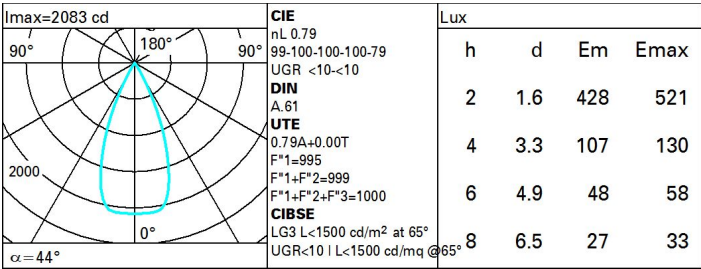 Imax=2083 cd
90° 180° 90°
2000
0°
α=44°
CIE
nL 0.79
99-100-100-100-79
UGR <10-<10
DIN
A.61
UTE
0.79A+0.00T
F"1=995
F"1+F"2=999
F"1+F"2+F"3=1000
CIBSE
LG3 L<1500 cd/m² at 65°
UGR<10 | L<1500 cd/mq @65°
Lux
h d Em Emax
2 1.6 428 521
4 3.3 107 130
6 4.9 48 58
8 6.5 27 33